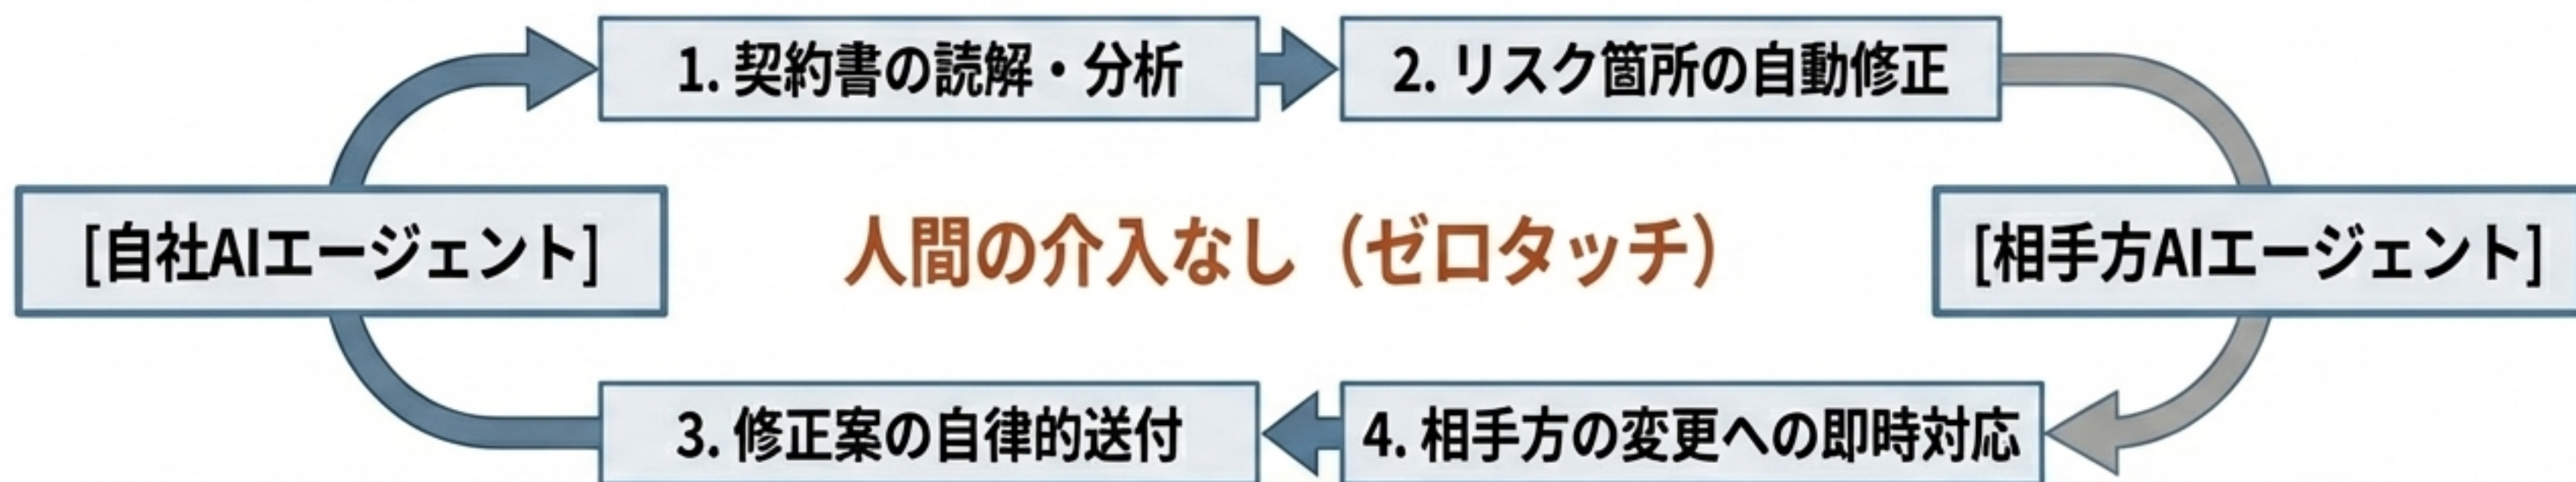 1. 契約書の読解・分析
2. リスク箇所の自動修正
[自社AIエージェント]
人間の介入なし（ゼロタッチ）
[相手方AIエージェント]
3. 修正案の自律的送付
4. 相手方の変更への即時対応